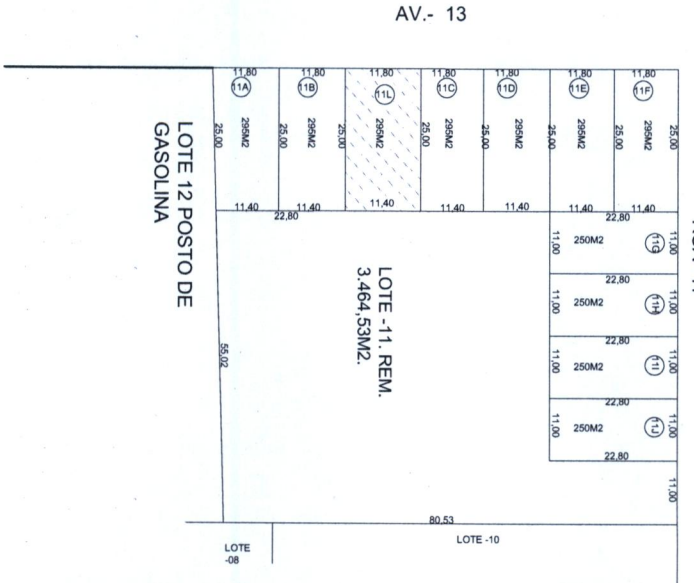 AV.- 13
11,80 11,80 11,80 11,80 11,80 11,80 11,80
11A 11B 11L 11C 11D 11E 11F
25,00 295M2 25,00 295M2 25,00 295M2 25,00 295M2 295M2 25,00 295M2 25,00 295M2 25,00
11,40 11,40 11,40 11,40 11,40 11,40 11,40
22,80 22,80
LOTE 12 POSTO DE
GASOLINA
11,00 250M2 11G 11,00
22,80
11,00 250M2 11H 11,00
22,80
11,00 250M2 11I 11,00
22,80
11,00 250M2 11J 11,00
22,80
LOTE -11. REM.
3.464,53M2.
55,02
11,00
80,53
LOTE
-08
LOTE -10